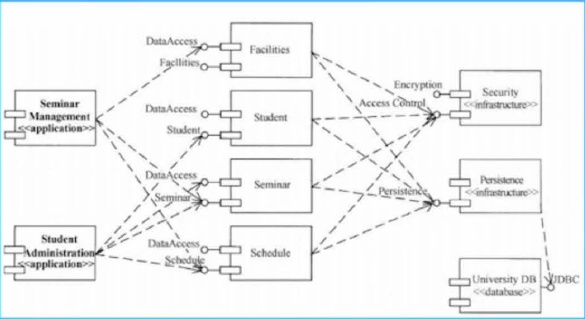 DataAccess
Facilities
Facilities
Encryption
Security
<<infrastructure>>
Access Control
Seminar
Management
<<application>>
DataAccess
Student
Student
DataAccess
Seminar
Seminar
Persistence
Persistence
<<infrastructure>>
Student
Administration
<<application>>
DataAccess
Schedule
Schedule
University DB
<<database>>
JDBC